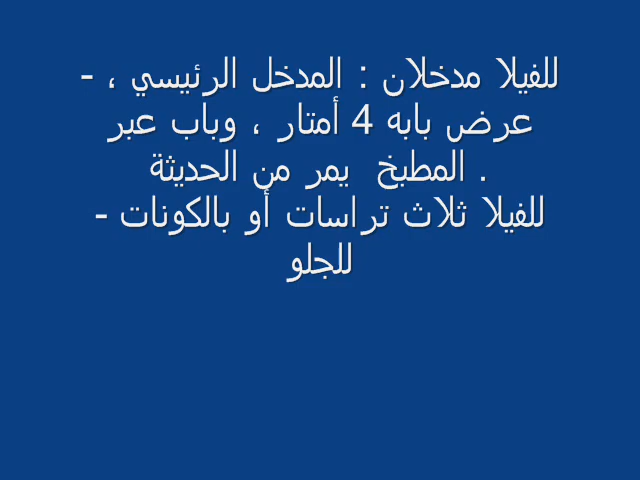 للفيلا مدخلان : المدخل الرئيسي ، -
عرض بابه 4 أمتار ، وباب عبر
المطبخ يمر من الحديثة .
للفيلا ثلاث تراسات أو بالكونات -
للجلو